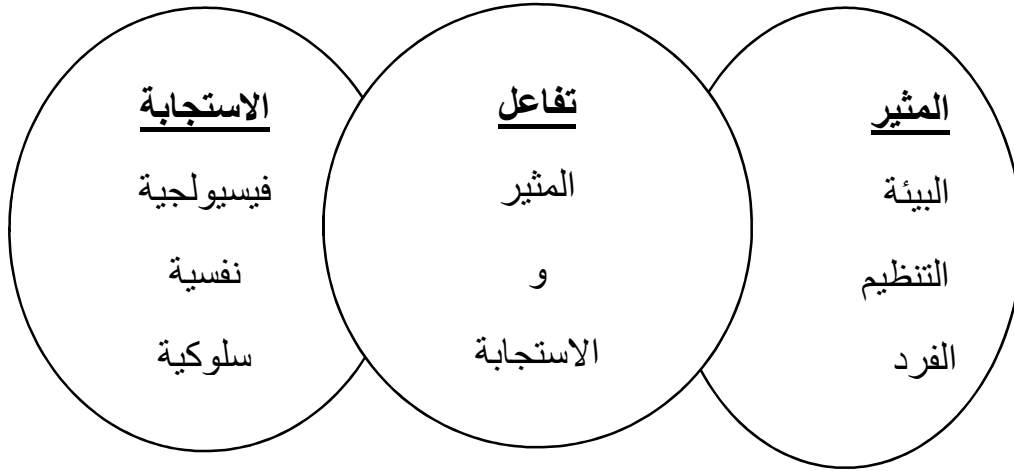 المثير
البيئة
التنظيم
الفرد
تفاعل
المثير
و
الاستجابة
الاستجابة
فيسيولجية
نفسية
سلوكية